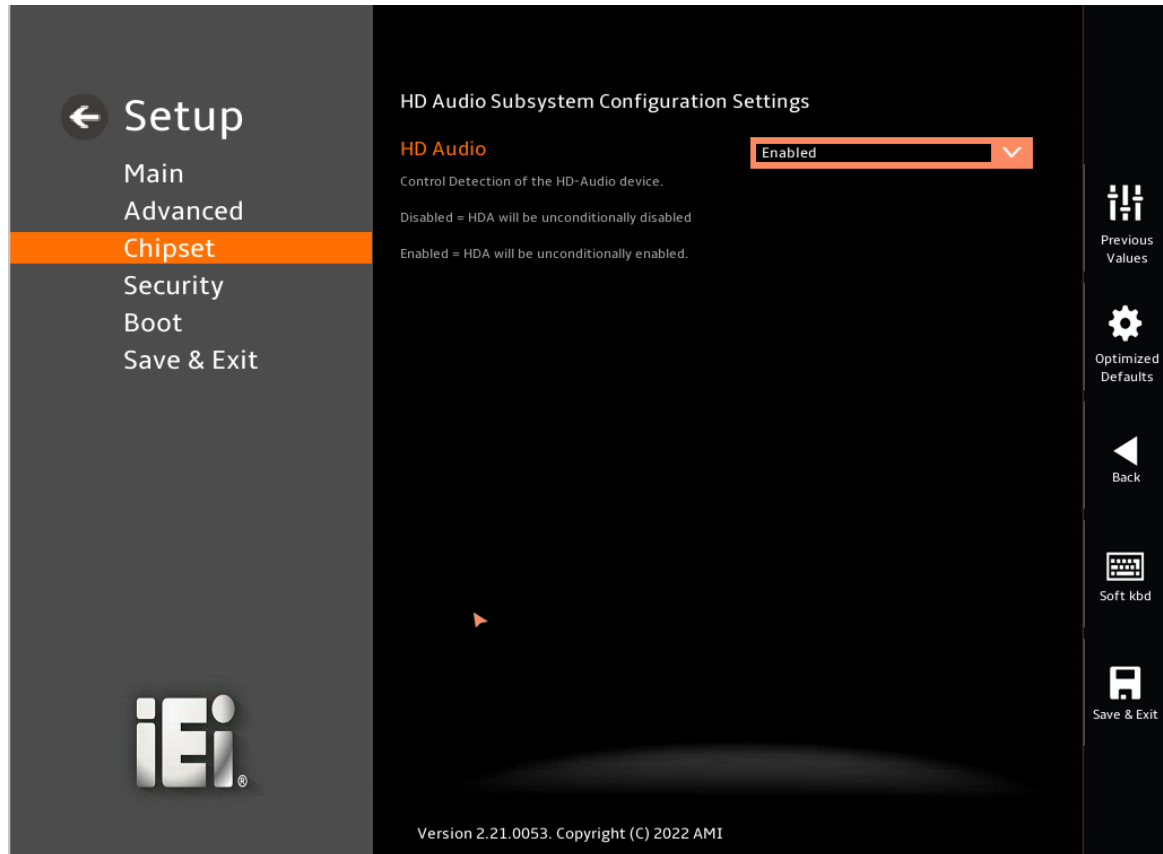 Setup
Main
Advanced
Chipset
Security
Boot
Save & Exit
iEi®
HD Audio Subsystem Configuration Settings
HD Audio
Enabled
Control Detection of the HD-Audio device.
Disabled = HDA will be unconditionally disabled
Enabled = HDA will be unconditionally enabled.
Version 2.21.0053. Copyright (C) 2022 AMI
Previous
Values
Optimized
Defaults
Back
Soft kbd
Save & Exit